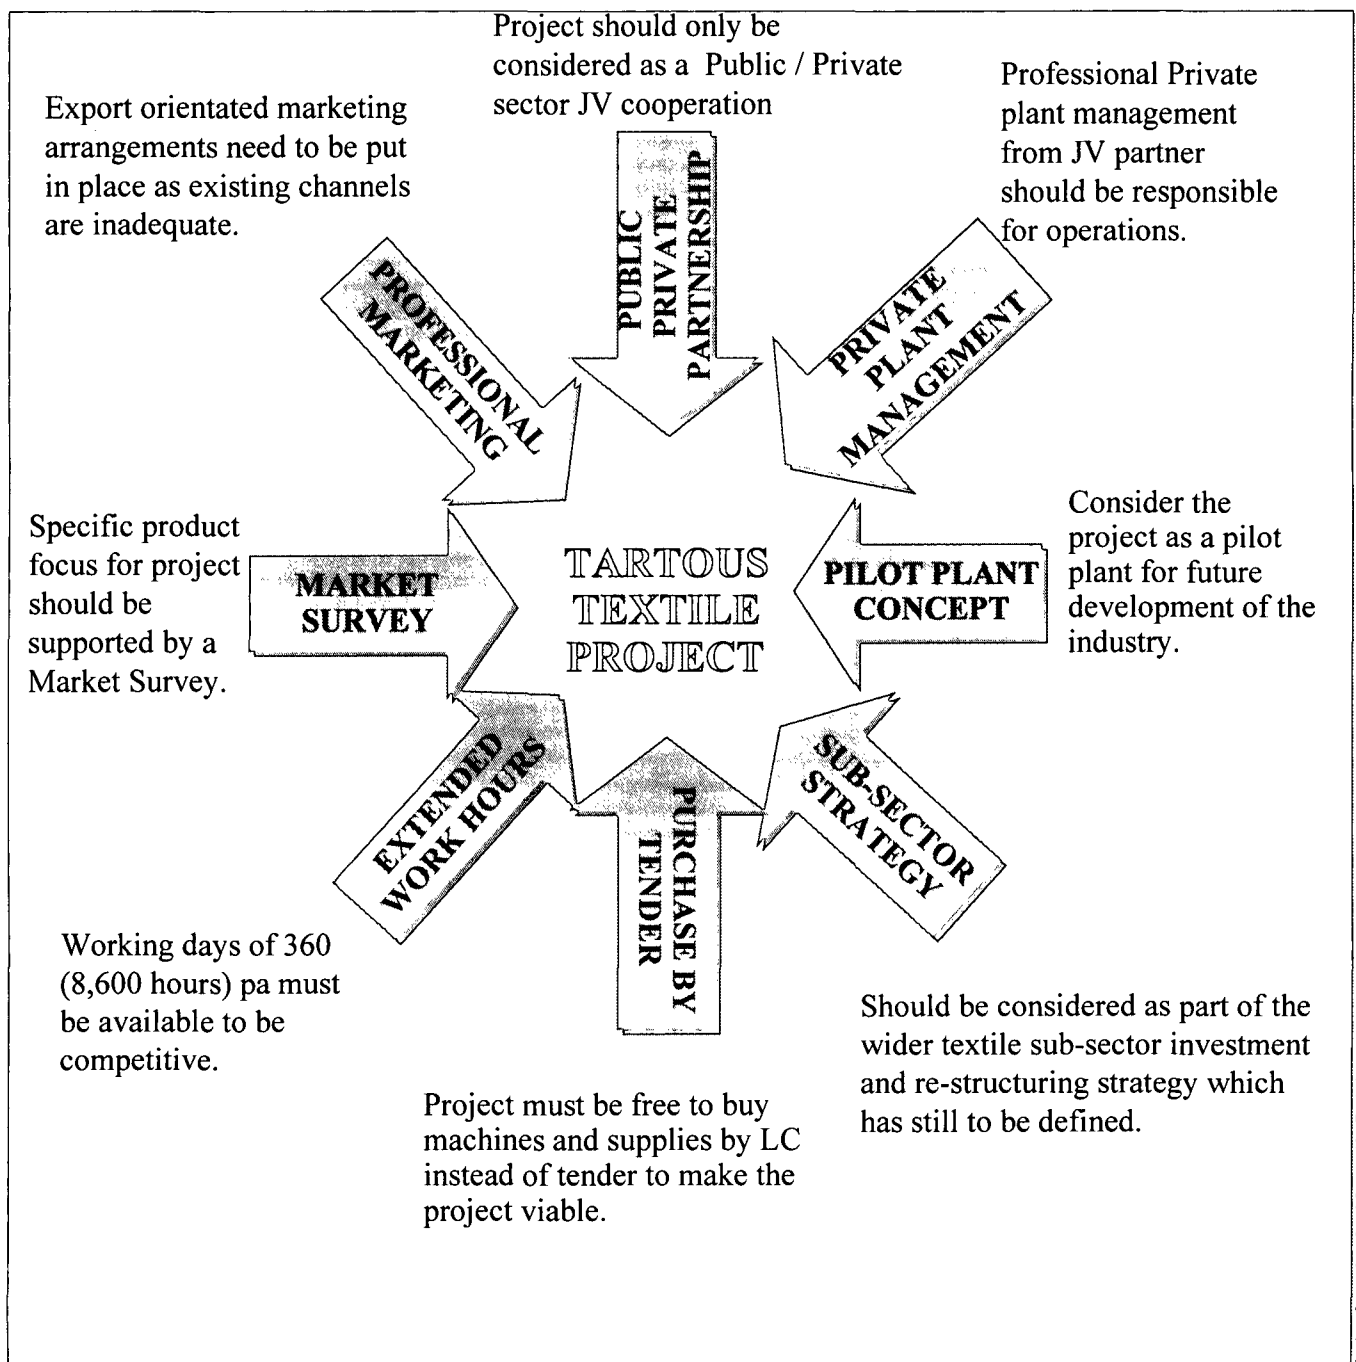 Project should only be
considered as a Public / Private
sector JV cooperation
Export orientated marketing
arrangements need to be put
in place as existing channels
are inadequate.
Professional Private
plant management
from JV partner
should be responsible
for operations.
PUBLIC
PRIVATE
PARTNERSHIP
PROFESSIONAL
MARKETING
PRIVATE
PLANT
MANAGEMENT
Specific product
focus for project
should be
supported by a
Market Survey.
MARKET
SURVEY
TARTOUS
TEXTILE
PROJECT
PILOT PLANT
CONCEPT
Consider the
project as a pilot
plant for future
development of the
industry.
EXTENDED
WORK HOURS
PURCHASE BY
TENDER
SUB-SECTOR
STRATEGY
Working days of 360
(8,600 hours) pa must
be available to be
competitive.
Project must be free to buy
machines and supplies by LC
instead of tender to make the
project viable.
Should be considered as part of the
wider textile sub-sector investment
and re-structuring strategy which
has still to be defined.